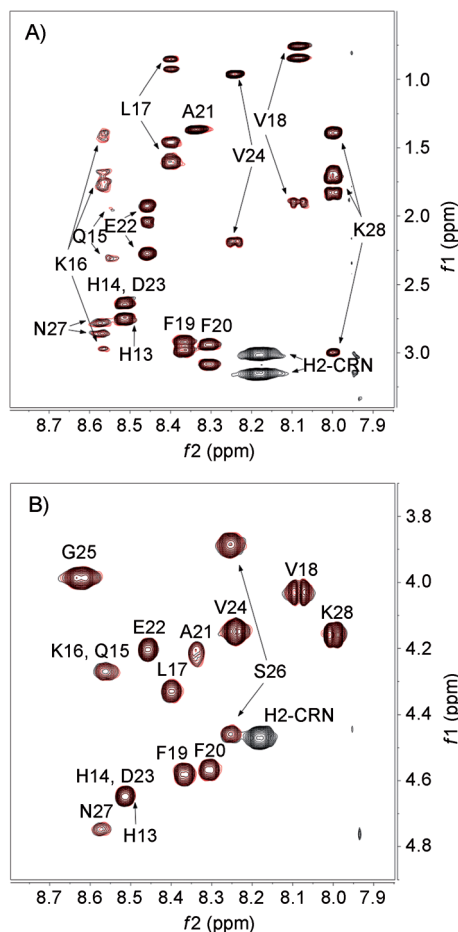 A)
L17
A21
V18
V24
Q15
E22
K16
K28
H14, D23
N27
H13
F19
F20
H2-CRN
1.0
1.5
2.0
2.5
3.0
f1 (ppm)
8.8 8.7 8.6 8.5 8.4 8.3 8.2 8.1 8.0 7.9
f2 (ppm)
B)
G25
V18
E22
A21
V24
K28
K16, Q15
L17
S26
H2-CRN
F19
F20
H14, D23
N27
H13
3.8
4.0
4.2
4.4
4.6
4.8
f1 (ppm)
8.8 8.7 8.6 8.5 8.4 8.3 8.2 8.1 8.0 7.9
f2 (ppm)